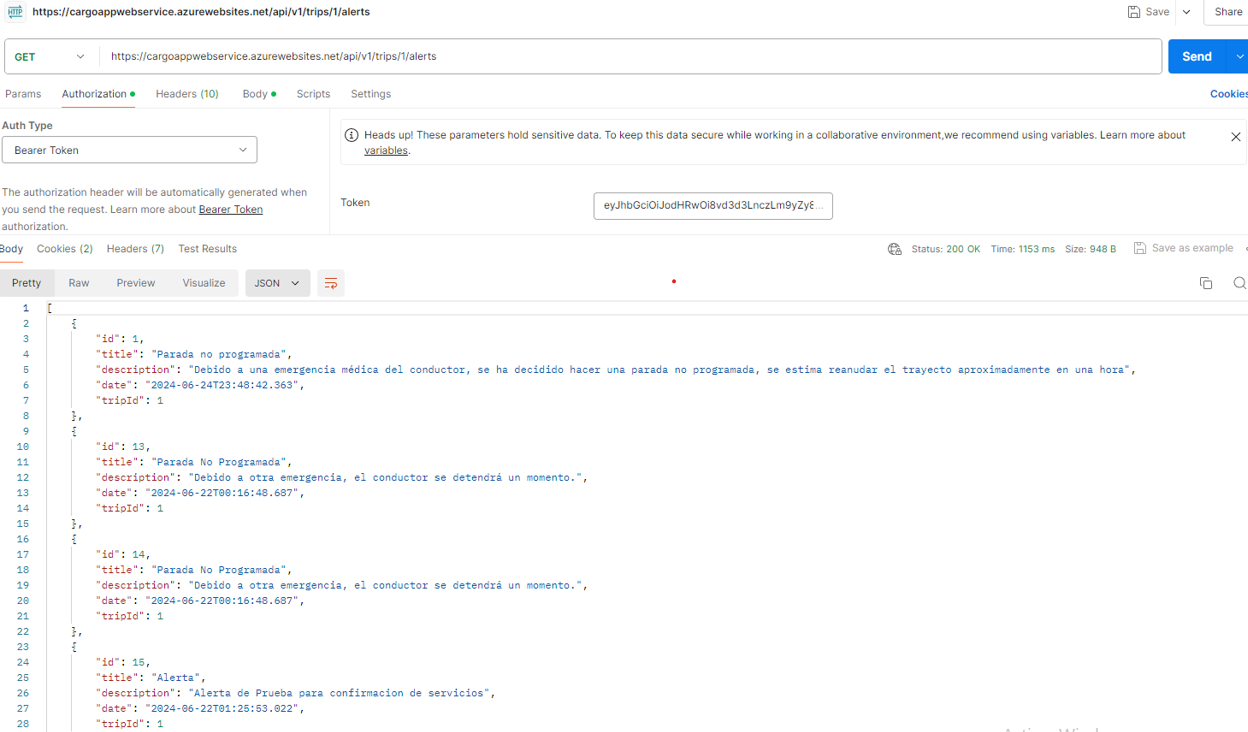 HTTP https://cargoappwebservice.azurewebsites.net/api/v1/trips/1/alerts Save Share
GET https://cargoappwebservice.azurewebsites.net/api/v1/trips/1/alerts Send
Params Authorization Headers (10) Body Scripts Settings Cookies
Auth Type
Bearer Token
The authorization header will be automatically generated when
you send the request. Learn more about Bearer Token
authorization.
Heads up! These parameters hold sensitive data. To keep this data secure while working in a collaborative environment,we recommend using variables. Learn more about
variables.
Token eyJhbGciOiJodHRwOi8vd3d3LnczLm9yZy8...
Body Cookies (2) Headers (7) Test Results Status: 200 OK Time: 1153 ms Size: 948 B Save as example
Pretty Raw Preview Visualize JSON
1 [
2 {
3 "id": 1,
4 "title": "Parada no programada",
5 "description": "Debido a una emergencia médica del conductor, se ha decidido hacer una parada no programada, se estima reanudar el trayecto aproximadamente en una hora",
6 "date": "2024-06-24T23:48:42.363",
7 "tripId": 1
8 },
9 {
10 "id": 13,
11 "title": "Parada No Programada",
12 "description": "Debido a otra emergencia, el conductor se detendrá un momento.",
13 "date": "2024-06-22T00:16:48.687",
14 "tripId": 1
15 },
16 {
17 "id": 14,
18 "title": "Parada No Programada",
19 "description": "Debido a otra emergencia, el conductor se detendrá un momento.",
20 "date": "2024-06-22T00:16:48.687",
21 "tripId": 1
22 },
23 {
24 "id": 15,
25 "title": "Alerta",
26 "description": "Alerta de Prueba para confirmacion de servicios",
27 "date": "2024-06-22T01:25:53.022",
28 "tripId": 1